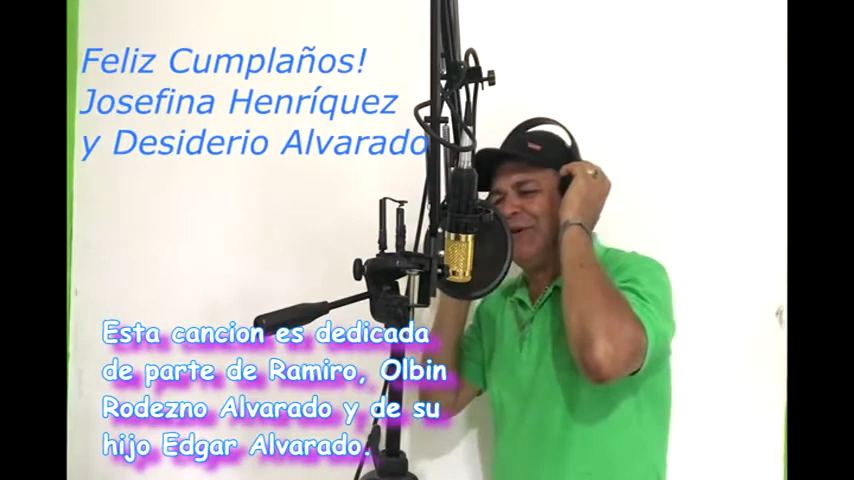 Feliz Cumplaños!
Josefina Henríquez
y Desiderio Alvarado
Esta cancion es dedicada
de parte de Ramiro, Olbin
Rodezno Alvarado y de su
hijo Edgar Alvarado.